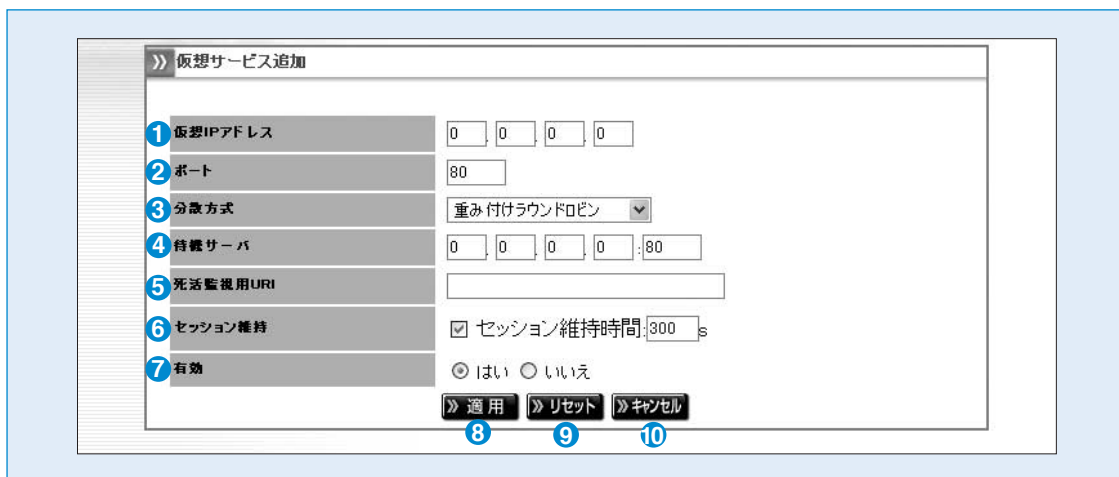 » 仮想サービス追加
1 仮想IPアドレス 0 . 0 . 0 . 0
2 ポート 80
3 分散方式 重み付けラウンドロビン
4 待機サーバ 0 . 0 . 0 . 0 :80
5 死活監視用URI
6 セッション維持 セッション維持時間:300 s
7 有効 はい いいえ
» 適用 » リセット » キャンセル
8 9 10